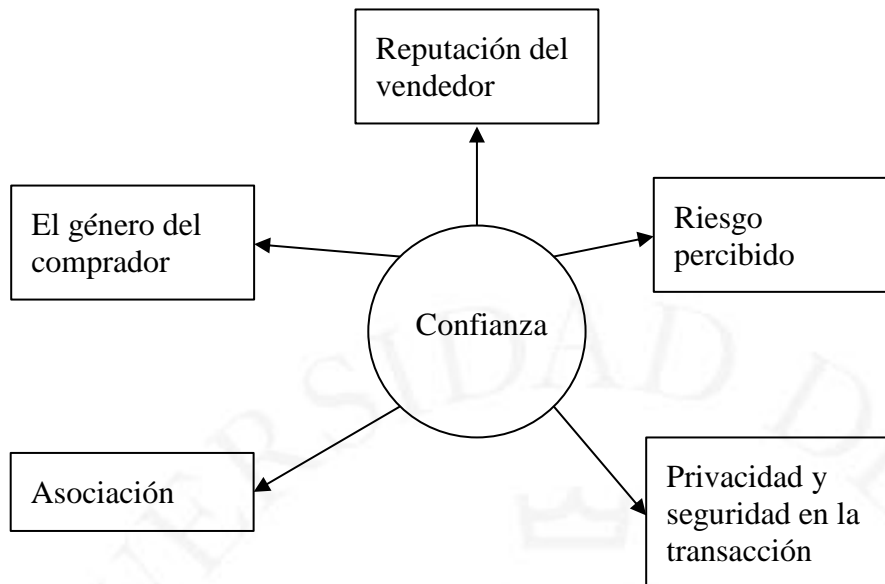 Reputación del
vendedor
El género del
comprador
Riesgo
percibido
Confianza
Asociación
Privacidad y
seguridad en la
transacción